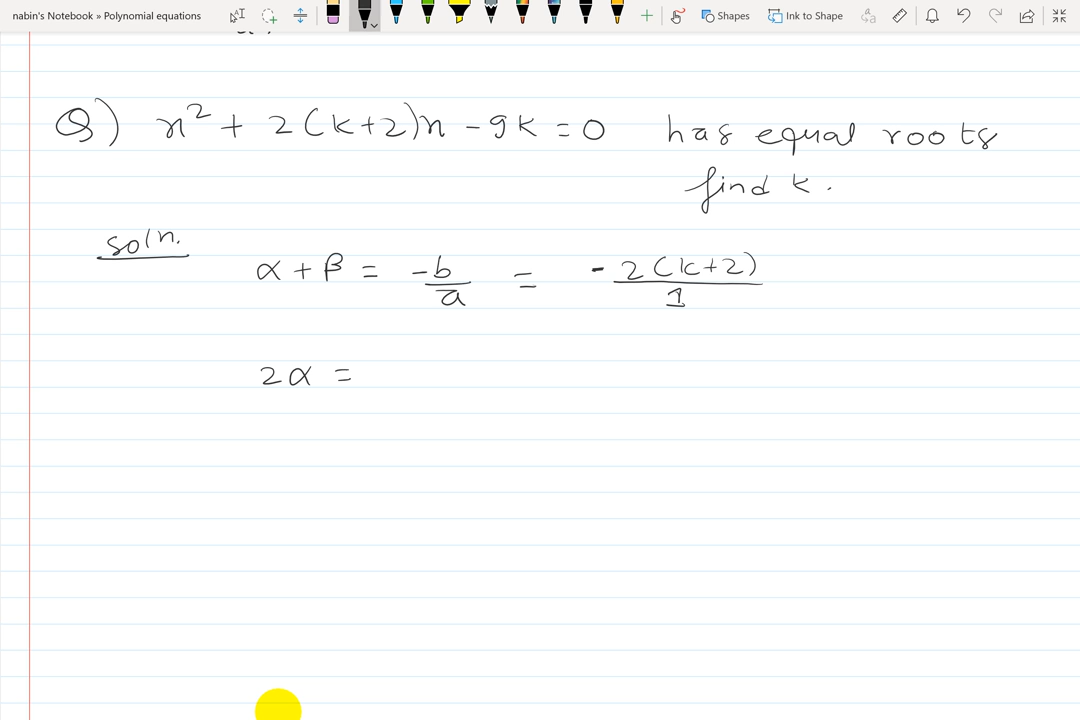 nabin's Notebook » Polynomial equations Shapes Ink to Shape
Q) x² + 2(k+2)x - 9k = 0 has equal roots
find k.
soln.
α + β = -b/a = - 2(k+2)/1
2α =